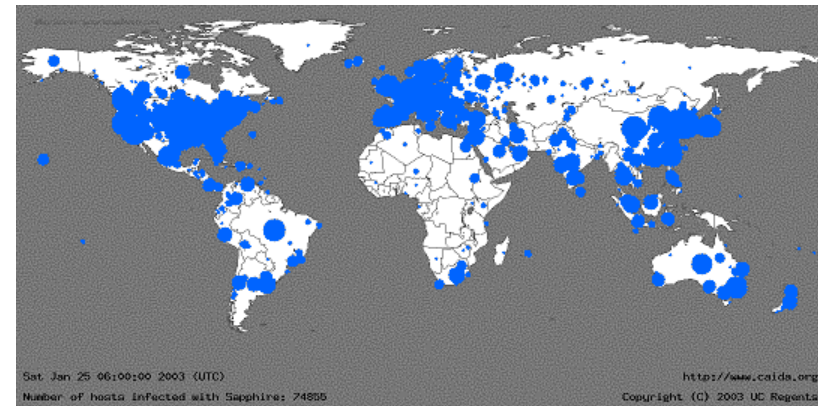 Sat Jan 25 06:00:00 2003 (UTC)
http://www.caida.org
Number of hosts infected with Sapphire: 74855
Copyright (C) 2003 UC Regents